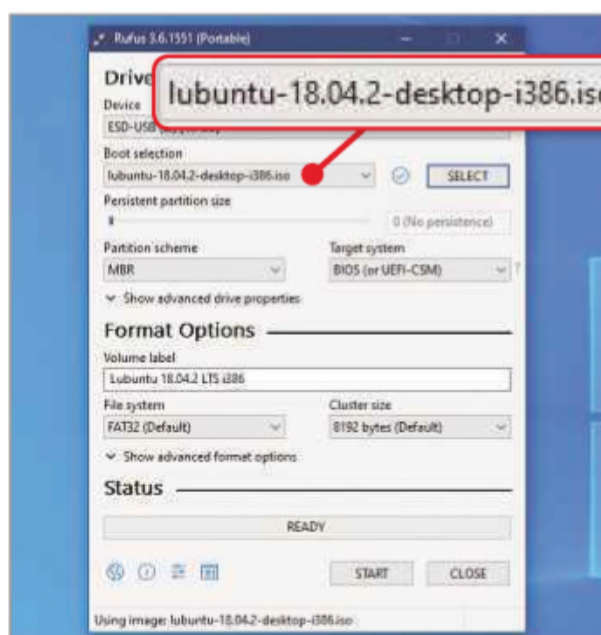 Rufus 3.6.1551 (Portable)
Drive
lubuntu-18.04.2-desktop-i386.iso
Device
ESD-USB
Boot selection
lubuntu-18.04.2-desktop-i386.iso
SELECT
Persistent partition size
0 (No persistence)
Partition scheme
Target system
MBR
BIOS (or UEFI-CSM)
?
Show advanced drive properties
Format Options
Volume label
Lubuntu 18.04.2 LTS i386
File system
Cluster size
FAT32 (Default)
8192 bytes (Default)
Show advanced format options
Status
READY
START
CLOSE
Using image: lubuntu-18.04.2-desktop-i386.iso